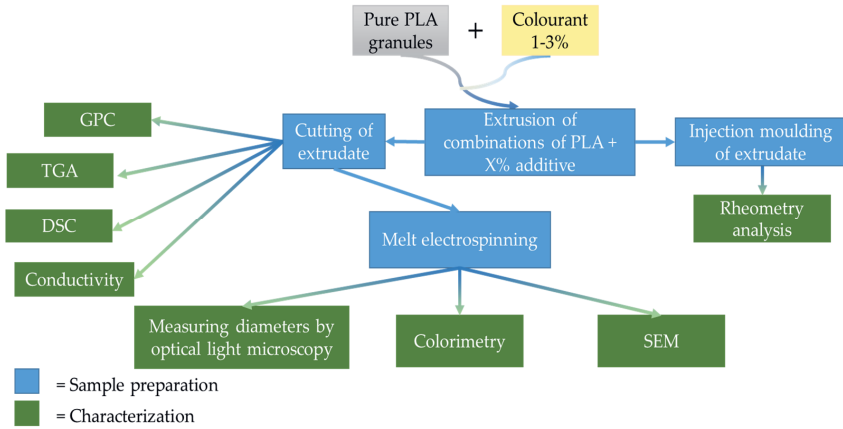 Pure PLA
granules
+
Colourant
1-3%
GPC
Cutting of
extrudate
Extrusion of
combinations of PLA +
X% additive
Injection moulding
of extrudate
TGA
Rheometry
analysis
DSC
Melt electrospinning
Conductivity
Measuring diameters by
optical light microscopy
Colorimetry
SEM
= Sample preparation
= Characterization